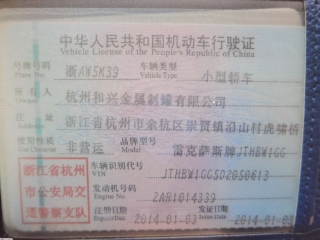 中华人民共和国机动车行驶证
Vehicle License of the People's Republic of China
号牌号码 浙AW5M39 车辆类型 小型轿车
Plate No. Vehicle Type
所有人 杭州和兴金属制罐有限公司
Owner
住址 浙江省杭州市余杭区崇贤镇沿山村虎啸桥
Address
使用性质 非营运 品牌型号 雷克萨斯牌JTHBW1GG
Use Character Model
浙江省杭州 车辆识别代号 JTHBW1GG502050613
VIN
市公安局交 发动机号码 2AR1014339
Engine No.
通警察支队 注册日期 2014-01-03 发证日期 2014-01-03
Register Date Issue Date